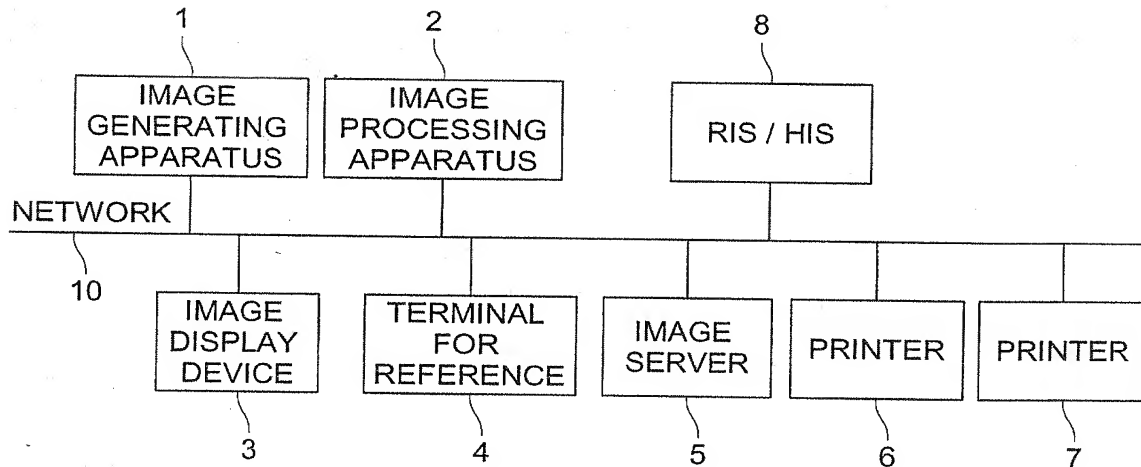 1
2
8
IMAGE
GENERATING
APPARATUS
IMAGE
PROCESSING
APPARATUS
RIS / HIS
NETWORK
10
IMAGE
DISPLAY
DEVICE
TERMINAL
FOR
REFERENCE
IMAGE
SERVER
PRINTER
PRINTER
3
4
5
6
7